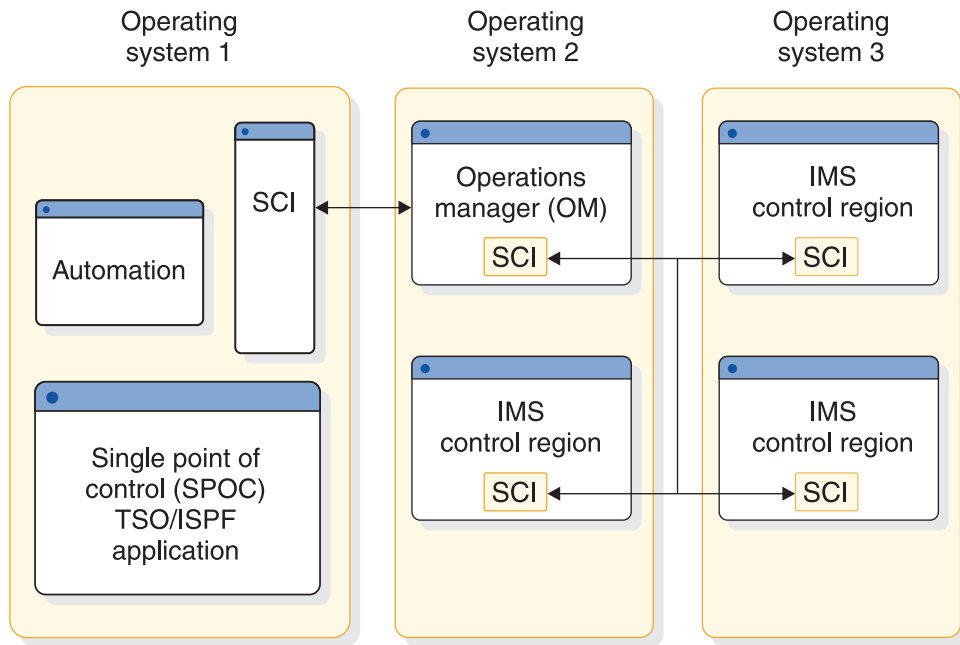 Operating
system 1
Operating
system 2
Operating
system 3
SCI
Automation
Single point of
control (SPOC)
TSO/ISPF
application
Operations
manager (OM)
SCI
IMS
control region
SCI
IMS
control region
SCI
IMS
control region
SCI